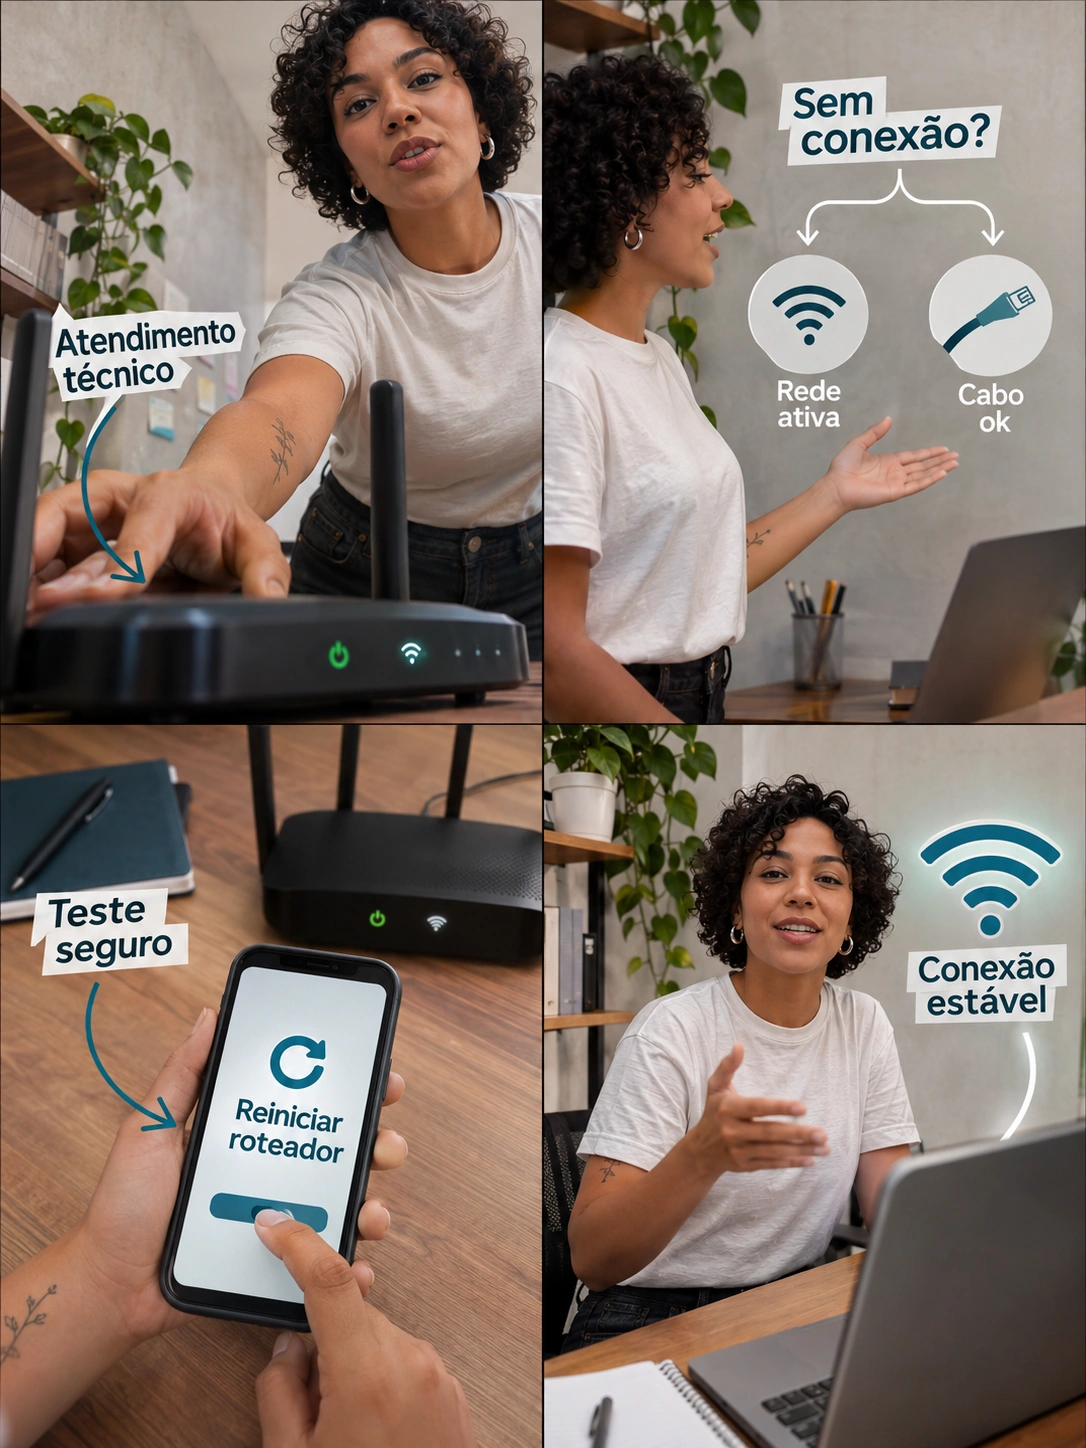 Atendimento
técnico
Sem
conexão?
Rede
ativa
Cabo
ok
Teste
seguro
Reiniciar
roteador
Conexão
estável